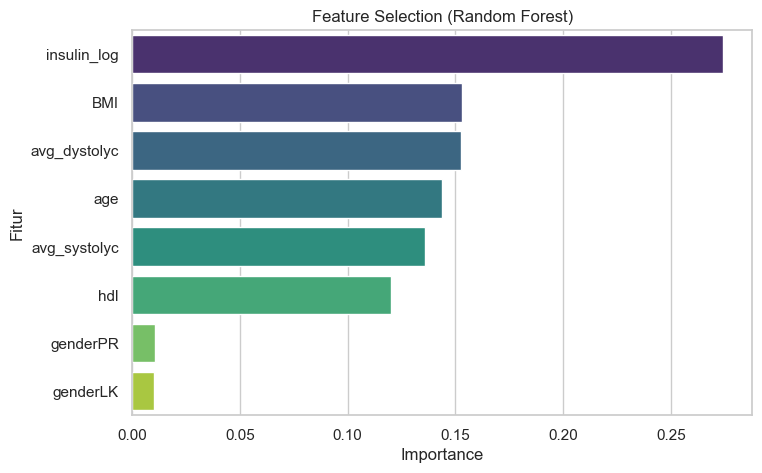 Feature Selection (Random Forest)
insulin_log
BMI
avg_dystolyc
age
avg_systolyc
hdl
genderPR
genderLK
Fitur
0.00 0.05 0.10 0.15 0.20 0.25
Importance